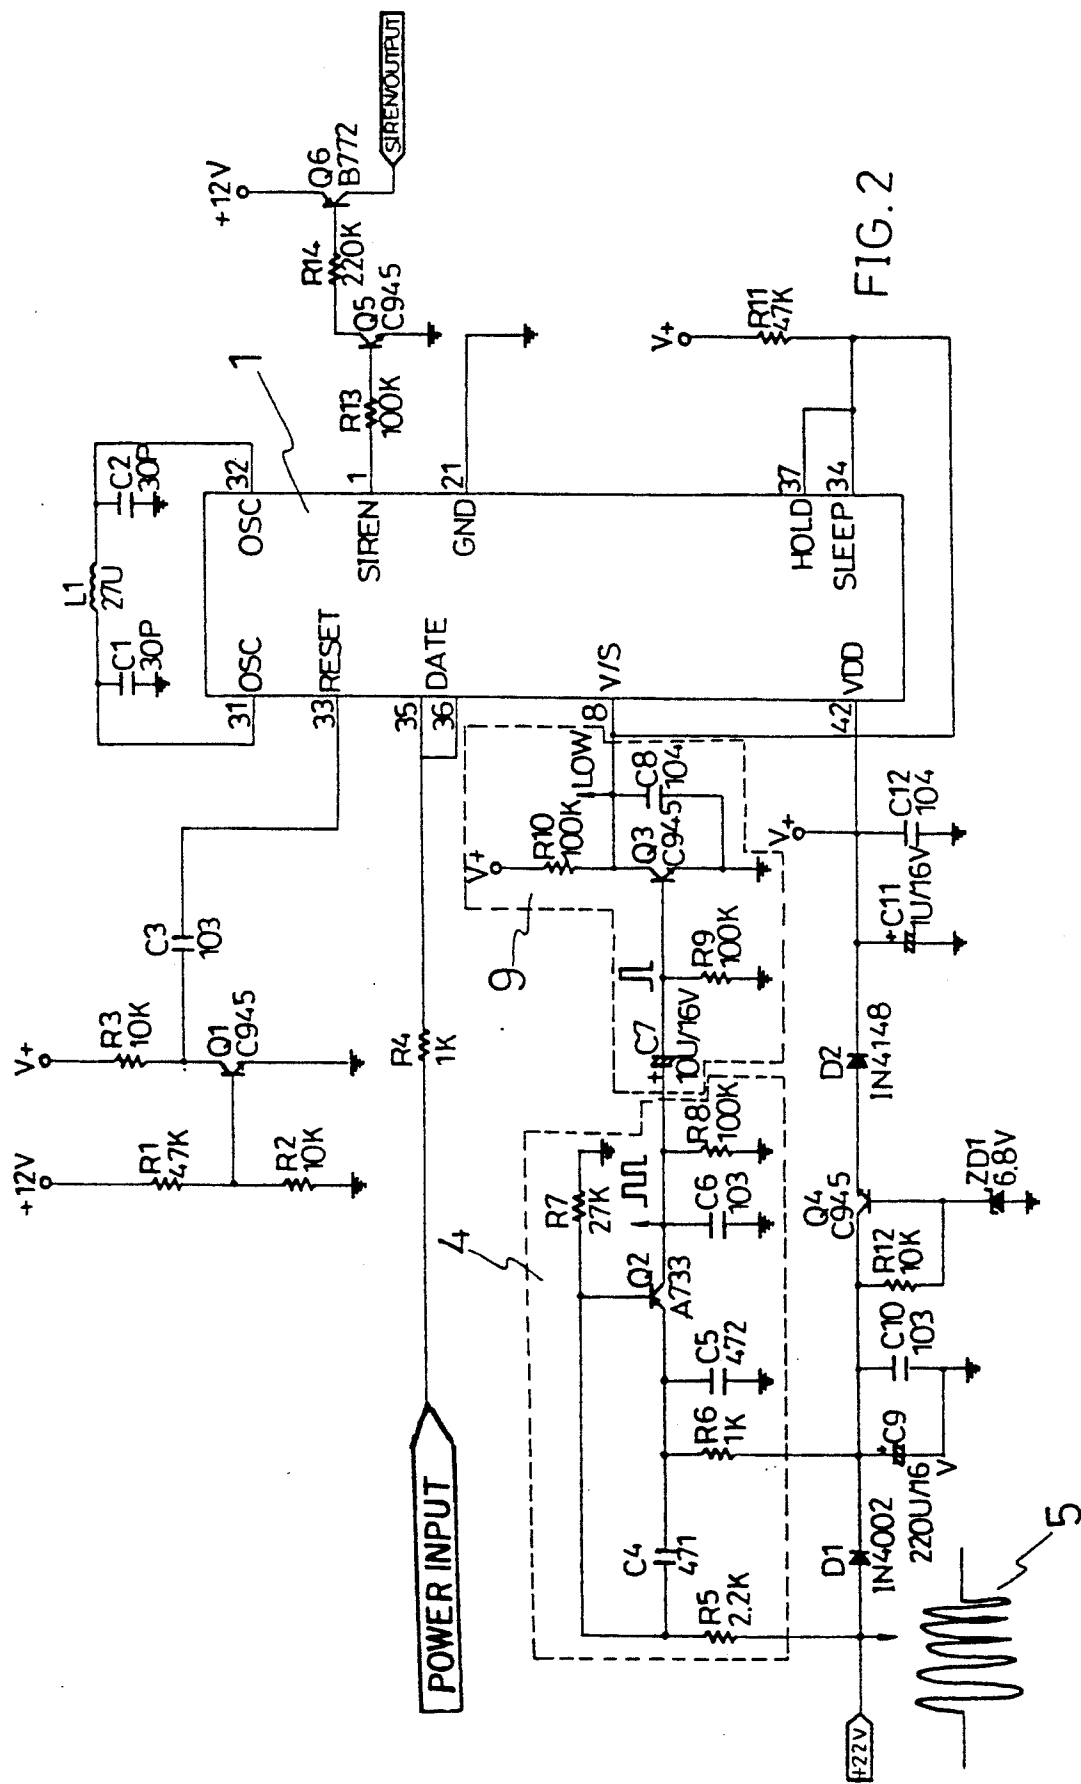 +12V
R1
47K
R2
10K
V+
R3
10K
Q1
C945
C3
103
L1
27U
C1
30P
C2
30P
31
OSC
33
RESET
35
36
DATE
18
V/S
42
VDD
OSC
32
SIREN
1
GND
21
HOLD
37
SLEEP
34
1
R13
100K
Q5
C945
R14
220K
+12V
Q6
B772
SIREN/OUTPUT
V+
R11
47K
FIG. 2
POWER INPUT
R4
1K
4
R7
27K
Q2
A733
C4
471
R5
2.2K
R6
1K
C5
472
C6
103
R8
100K
9
C7
+
10U/16V
R9
100K
V+
R10
100K
LOW
Q3
C945
C8
104
+22V
D1
IN4002
+
C9
220U/16
V
C10
103
R12
10K
Q4
C945
ZD1
6.8V
D2
IN4148
+
C11
1U/16V
V+
C12
104
5